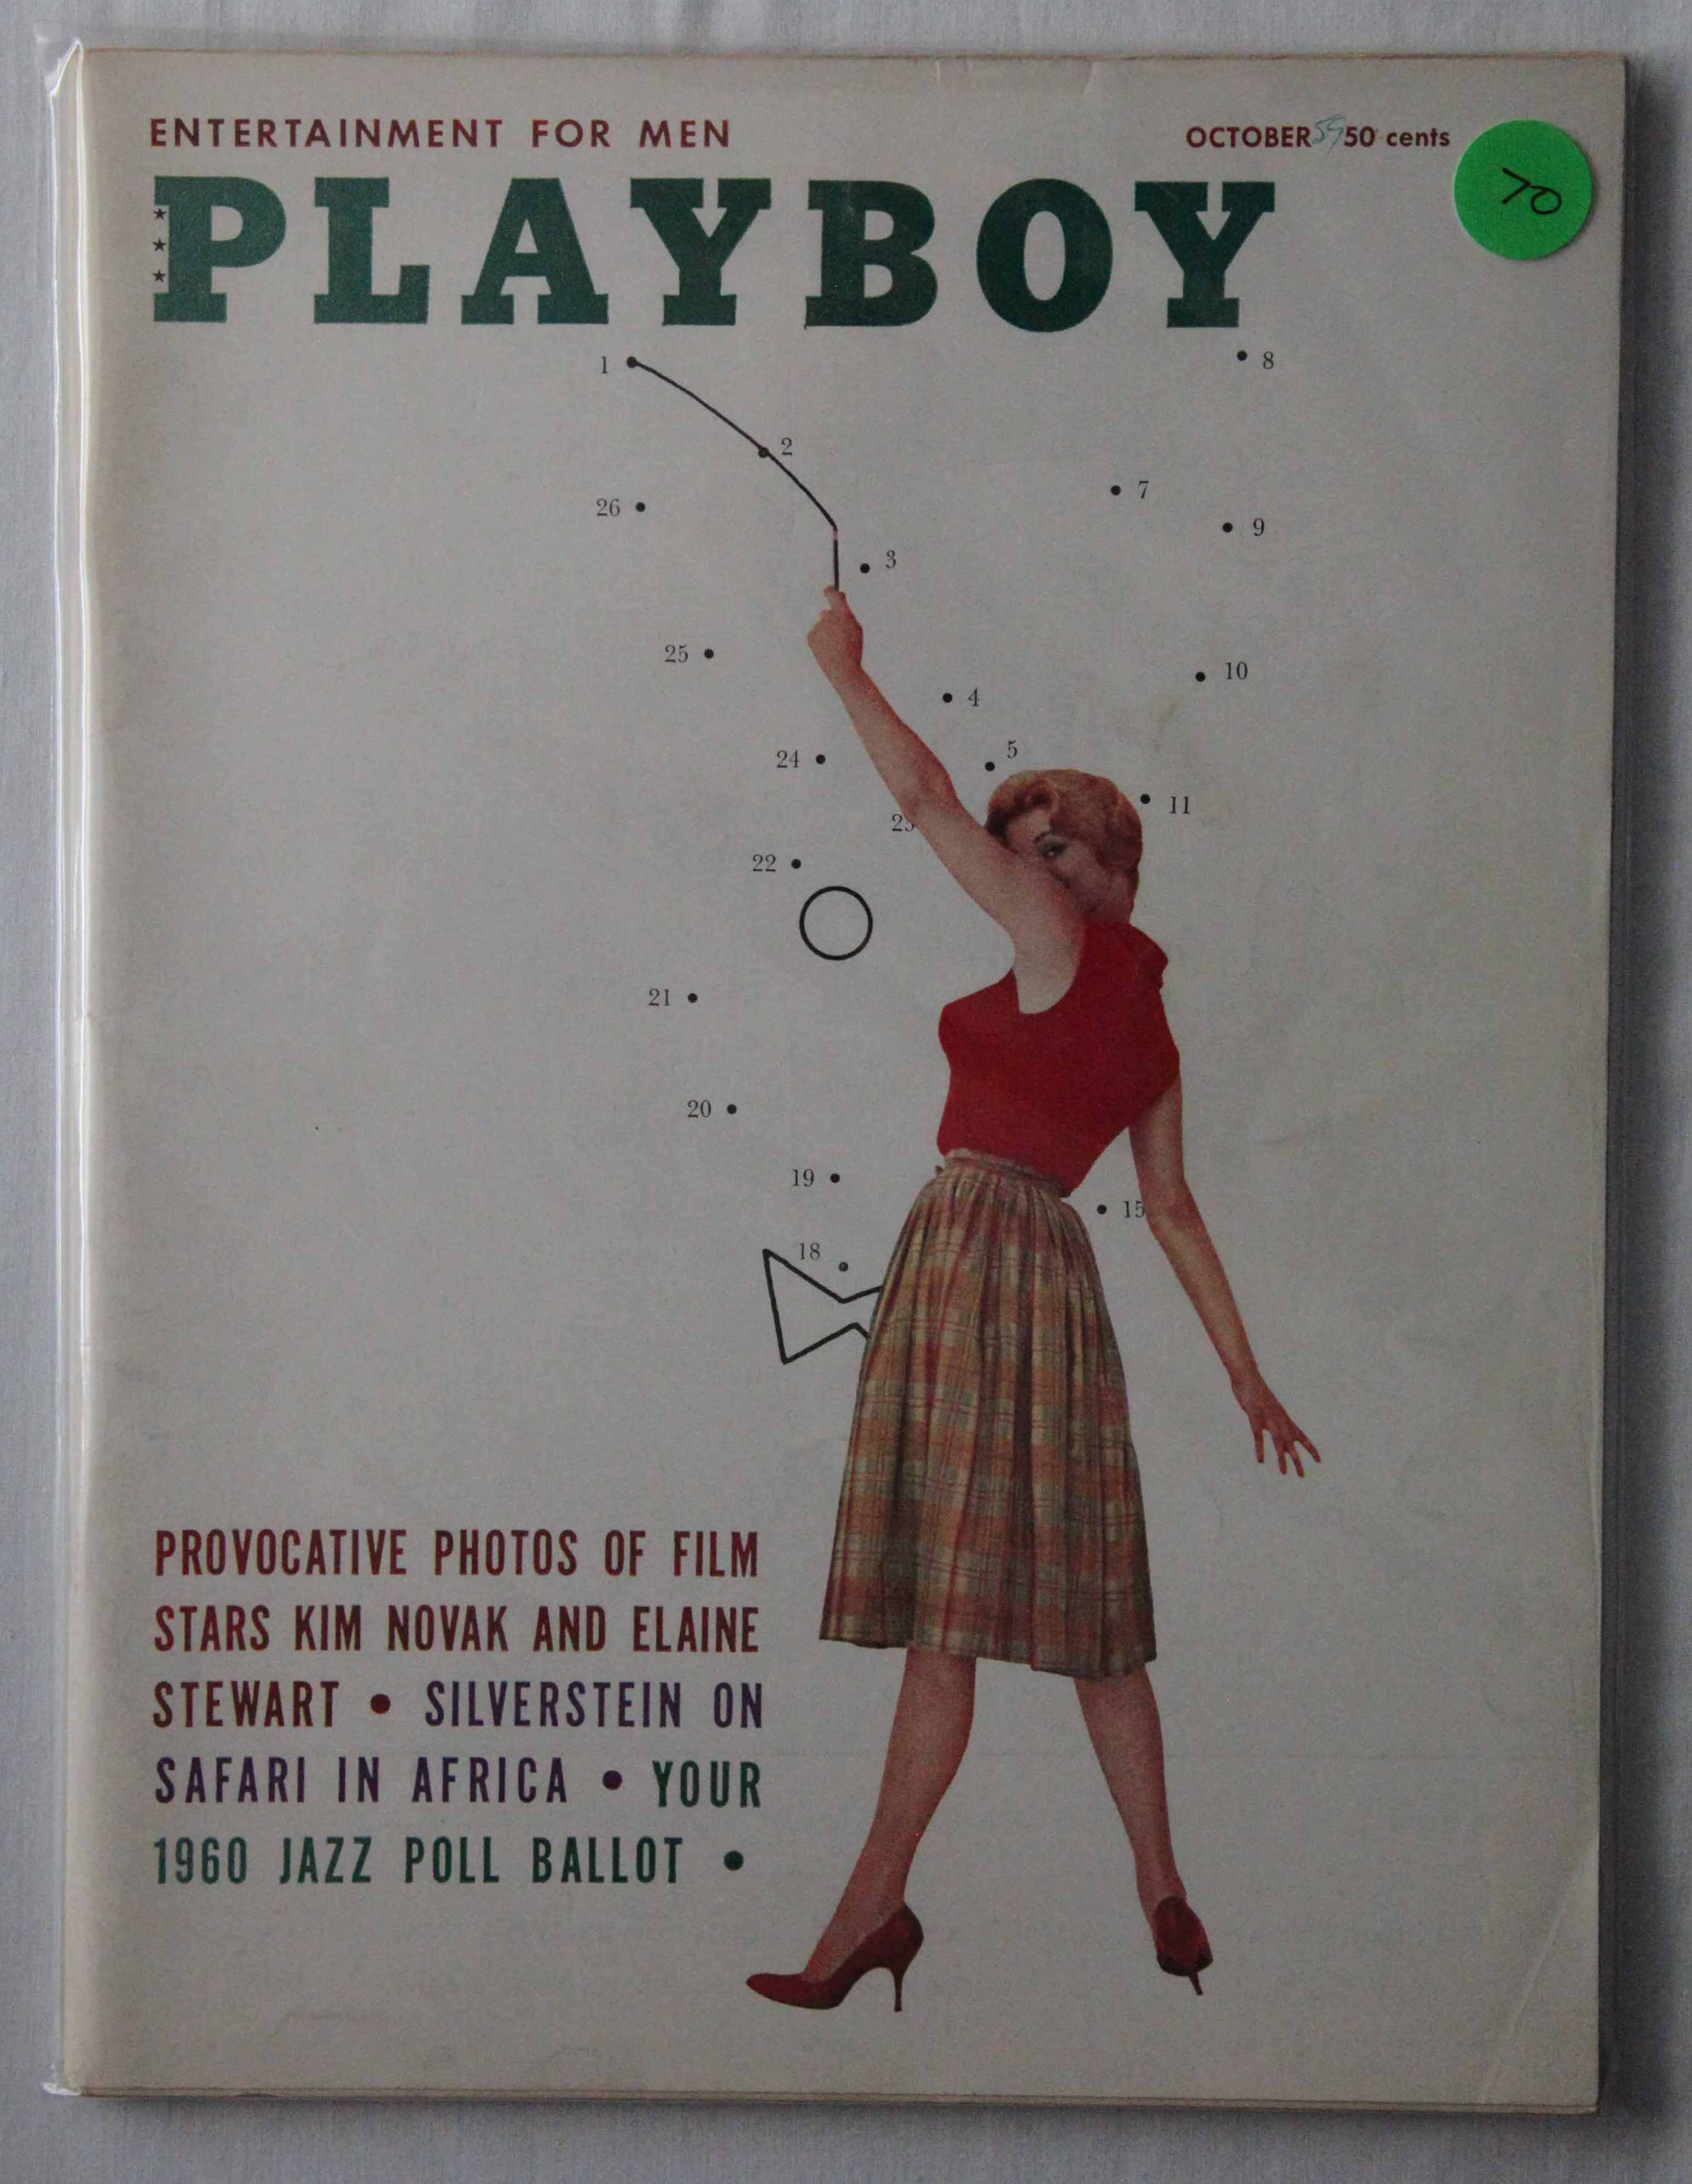 ENTERTAINMENT FOR MEN
OCTOBER 59 50 cents
70
PLAYBOY
1
8
2
7
26
9
3
25
10
4
5
24
11
23
22
21
20
19
15
18
PROVOCATIVE PHOTOS OF FILM
STARS KIM NOVAK AND ELAINE
STEWART • SILVERSTEIN ON
SAFARI IN AFRICA • YOUR
1960 JAZZ POLL BALLOT •